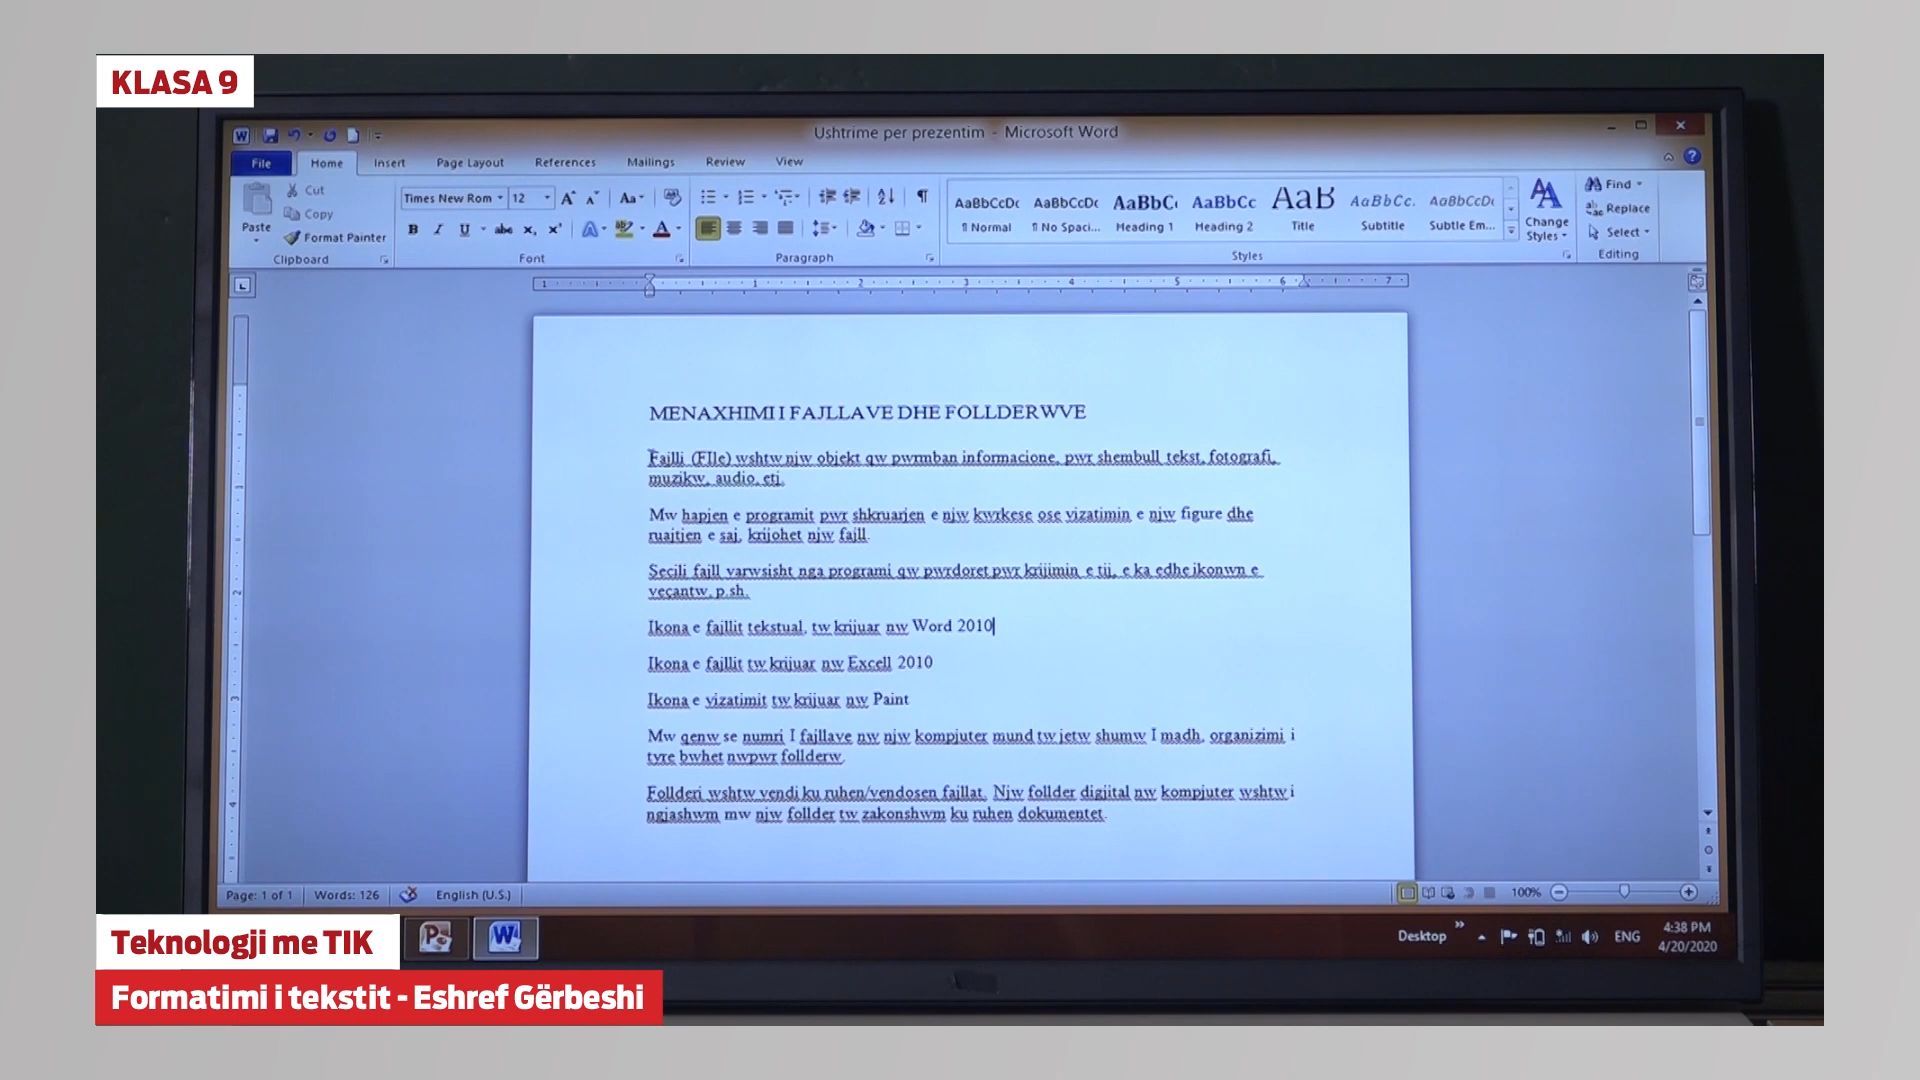 KLASA 9
Ushtrime per prezentim - Microsoft Word
File Home Insert Page Layout References Mailings Review View
Cut
Copy
Format Painter
Paste
Clipboard
Times New Rom 12
Font
Paragraph
AaBbCcDc AaBbCcDc AaBbC AaBbCc AaB AaBbCc. AaBbCcDc
¶ Normal ¶ No Spaci... Heading 1 Heading 2 Title Subtitle Subtle Em...
Styles
Change
Styles
Find
Replace
Select
Editing
1 1 2 3 4 5 6 7
MENAXHIMI I FAJLLAVE DHE FOLLDERWVE
Fajlli (FIle) wshtw njw objekt qw pwrmban informacione, pwr shembull tekst, fotografi,
muzikw, audio, etj.
Mw hapjen e programit pwr shkruarjen e njw kwrkese ose vizatimin e njw figure dhe
ruajtjen e saj, krijohet njw fajll.
Secili fajll varwsisht nga programi qw pwrdoret pwr krijimin e tij, e ka edhe ikonwn e
veçantw, p.sh.
Ikona e fajllit tekstual, tw krijuar nw Word 2010
Ikona e fajllit tw krijuar nw Excell 2010
Ikona e vizatimit tw krijuar nw Paint
Mw qenw se numri I fajllave nw njw kompjuter mund tw jetw shumw I madh, organizimi i
tyre bwhet nwpwr follderw.
Follderi wshtw vendi ku ruhen/vendosen fajllat. Njw follder digjital nw kompjuter wshtw i
ngjashwm mw njw follder tw zakonshwm ku ruhen dokumentet.
Page: 1 of 1 Words: 126 English (U.S.) 100%
Desktop ENG 4:38 PM
4/20/2020
Teknologji me TIK
Formatimi i tekstit - Eshref Gërbeshi